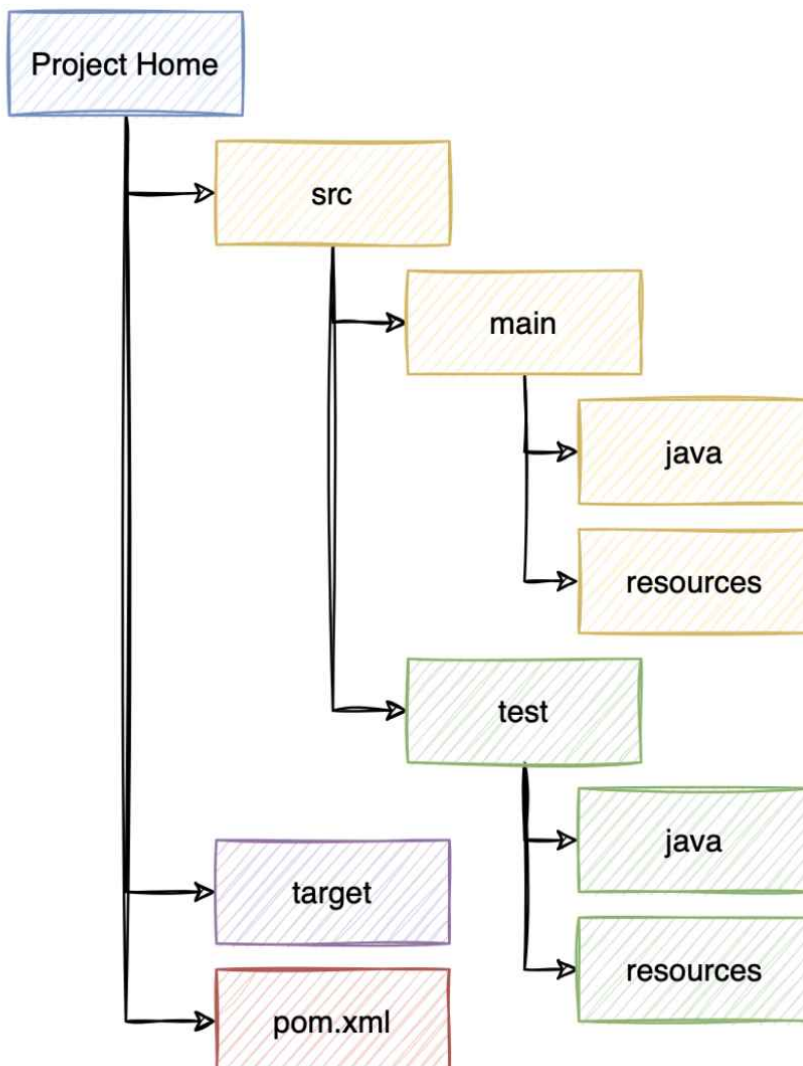 Project Home
src
main
java
resources
test
java
target
resources
pom.xml